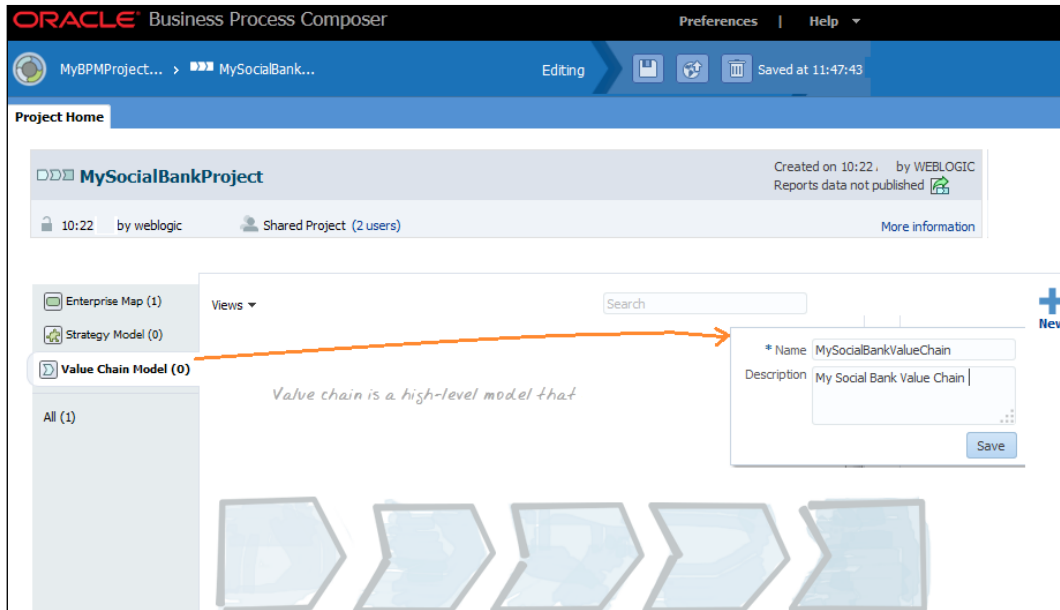 ORACLE Business Process Composer
Preferences | Help
MyBPMProject... > MySocialBank...
Editing
Saved at 11:47:43
Project Home
MySocialBankProject
Created on 10:22 by WEBLOGIC
Reports data not published
10:22 by weblogic
Shared Project (2 users)
More information
Enterprise Map (1)
Strategy Model (0)
Value Chain Model (0)
All (1)
Views
Search
New
* Name MySocialBankValueChain
Description My Social Bank Value Chain
Save
Value chain is a high-level model that